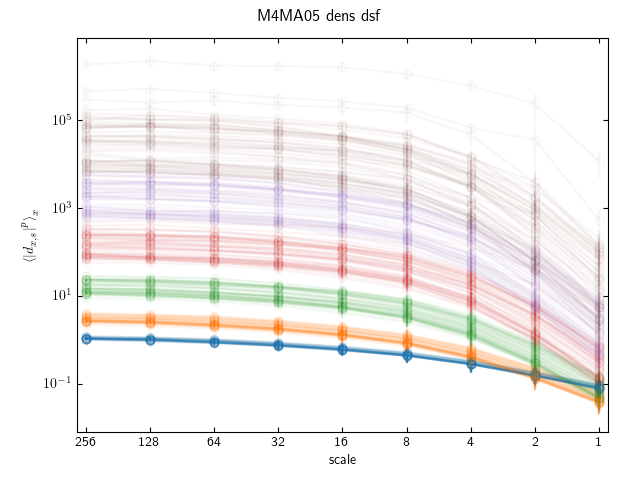 M4MA05 dens dsf
⟨|d_{x,s}|^p⟩_x
10^5
10^3
10^1
10^{-1}
256 128 64 32 16 8 4 2 1
scale